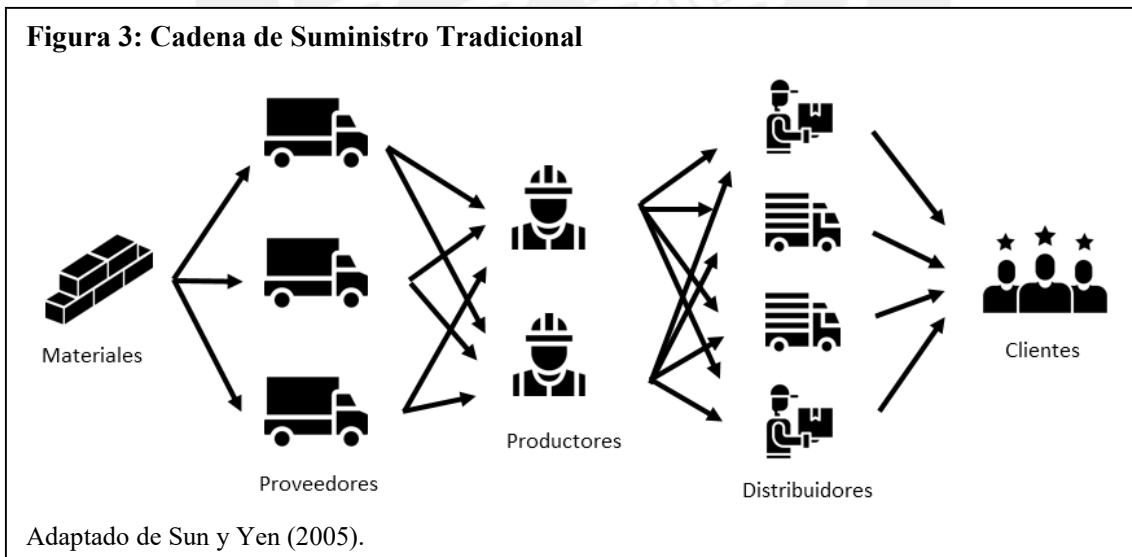 Figura 3: Cadena de Suministro Tradicional
Materiales
Proveedores
Productores
Distribuidores
Clientes
Adaptado de Sun y Yen (2005).